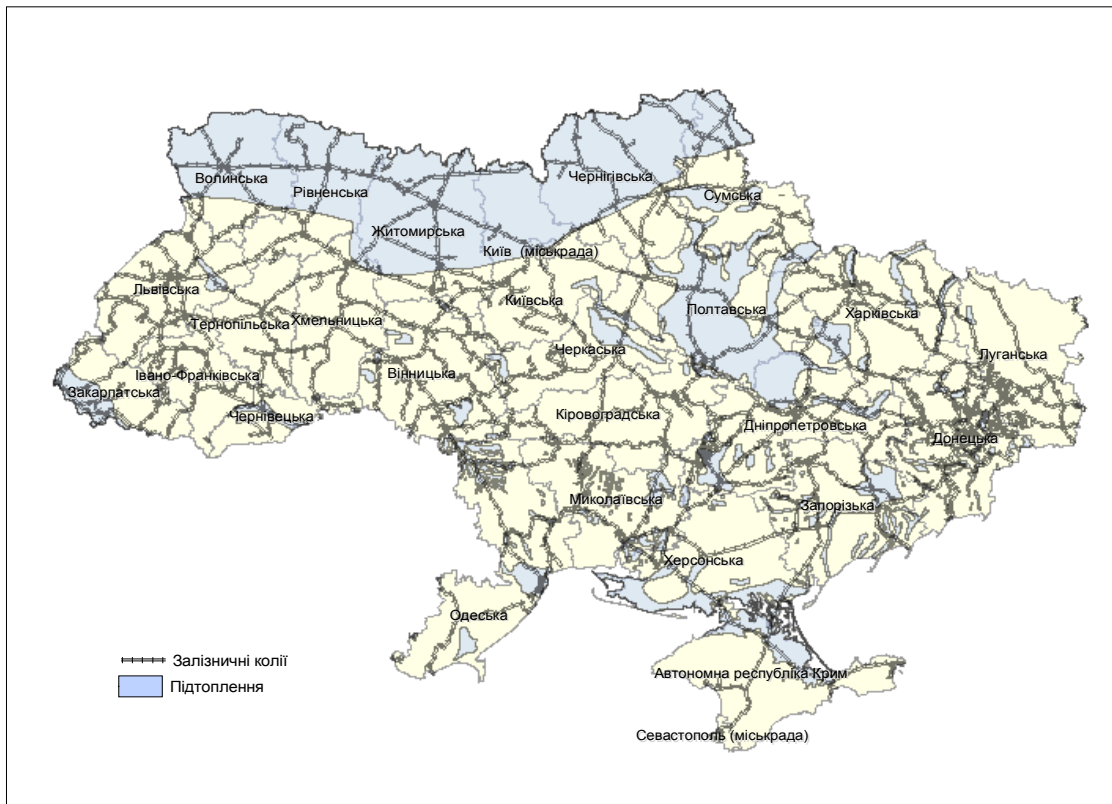 Волинська
Рівненська
Чернігівська
Сумська
Житомирська
Київ (міськрада)
Львівська
Київська
Полтавська
Харківська
Тернопільська
Хмельницька
Черкаська
Луганська
Івано-Франківська
Вінницька
Закарпатська
Чернівецька
Кіровоградська
Дніпропетровська
Донецька
Миколаївська
Запорізька
Херсонська
Одеська
Залізничні колії
Підтоплення
Автономна республіка Крим
Севастополь (міськрада)